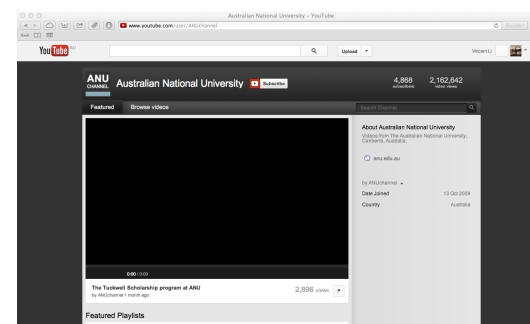 Australian National University - YouTube
www.youtube.com/user/ANUchannel
You Tube AU
Upload
Vincent Li
ANU CHANNEL
Australian National University
Subscribe
4,868
subscribers
2,162,642
video views
Featured
Browse videos
Search Channel
About Australian National University
Videos from The Australian National University,
Canberra, Australia.
anu.edu.au
by ANUchannel
Date Joined
13 Oct 2009
Country
Australia
0:00 / 0:00
The Tuckwell Scholarship program at ANU
by ANUchannel 1 month ago
2,896 views
Featured Playlists